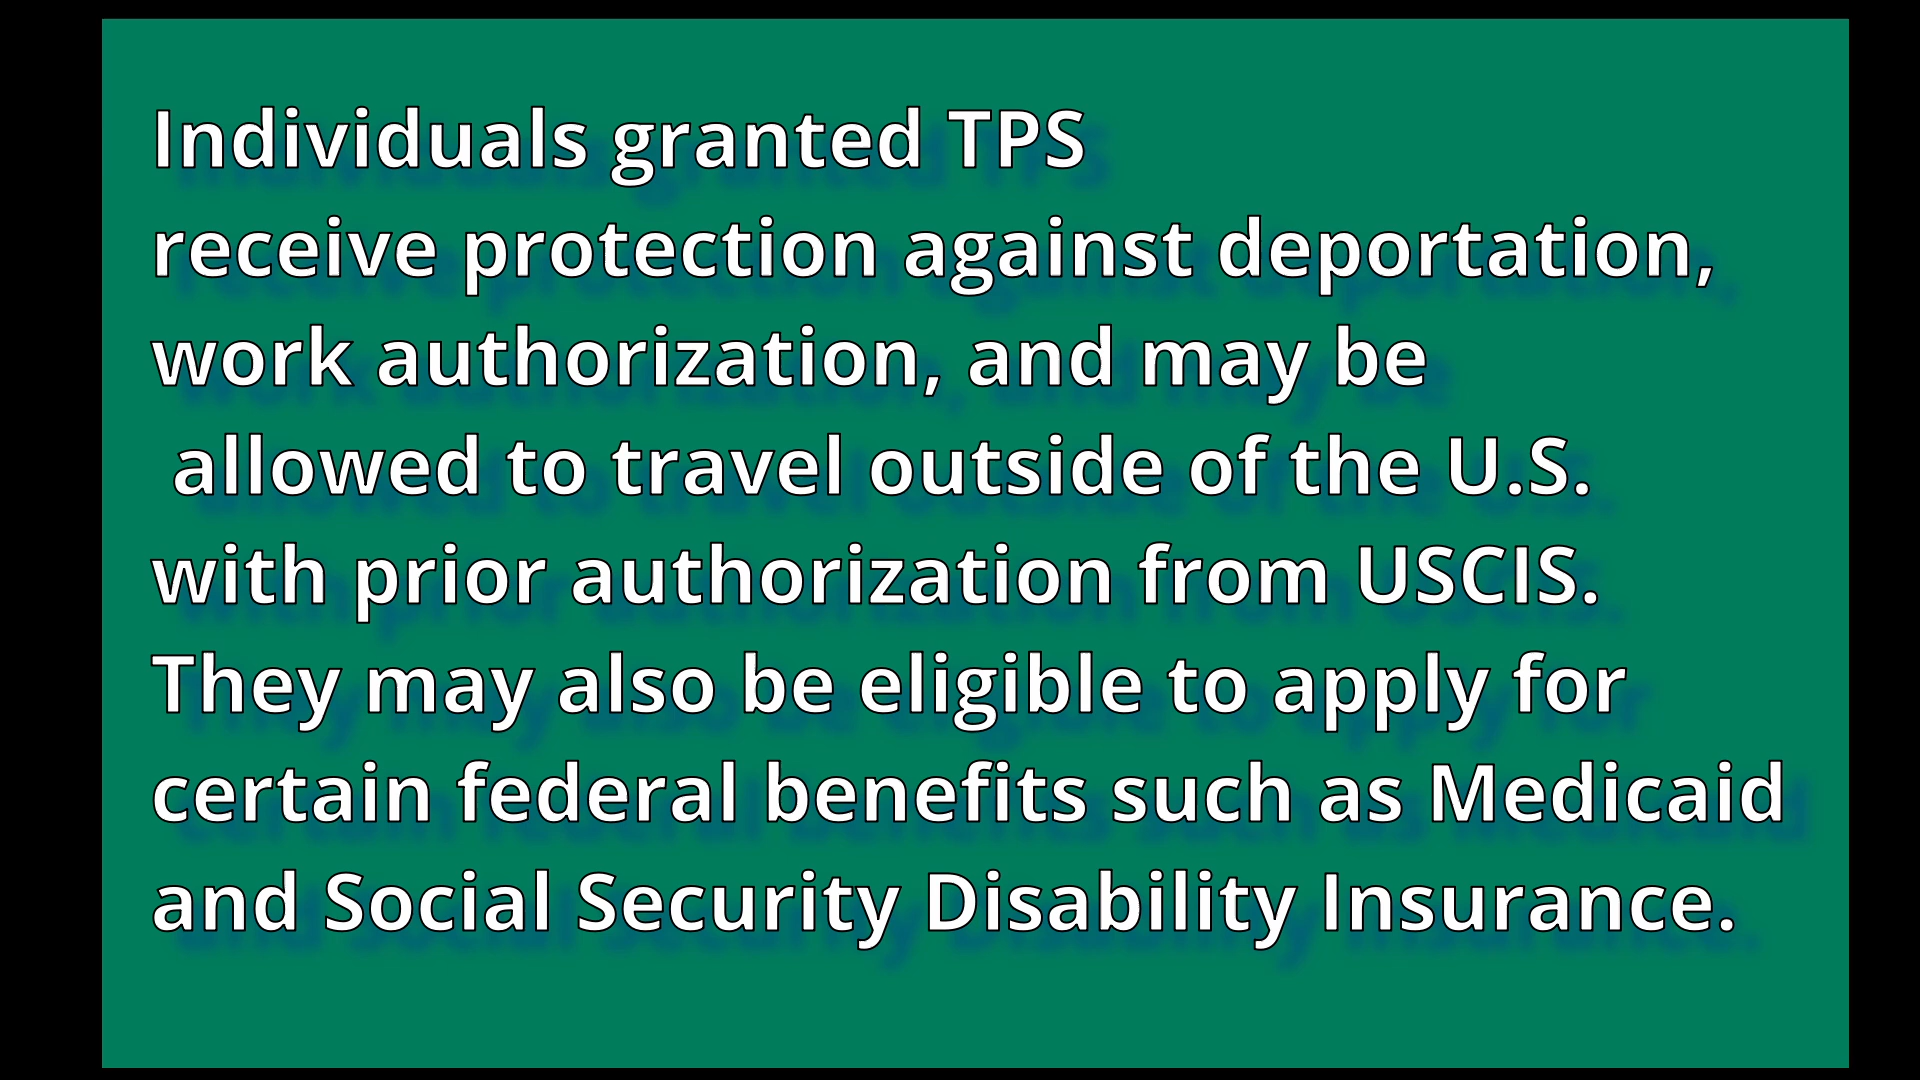 Individuals granted TPS
receive protection against deportation,
work authorization, and may be
allowed to travel outside of the U.S.
with prior authorization from USCIS.
They may also be eligible to apply for
certain federal benefits such as Medicaid
and Social Security Disability Insurance.